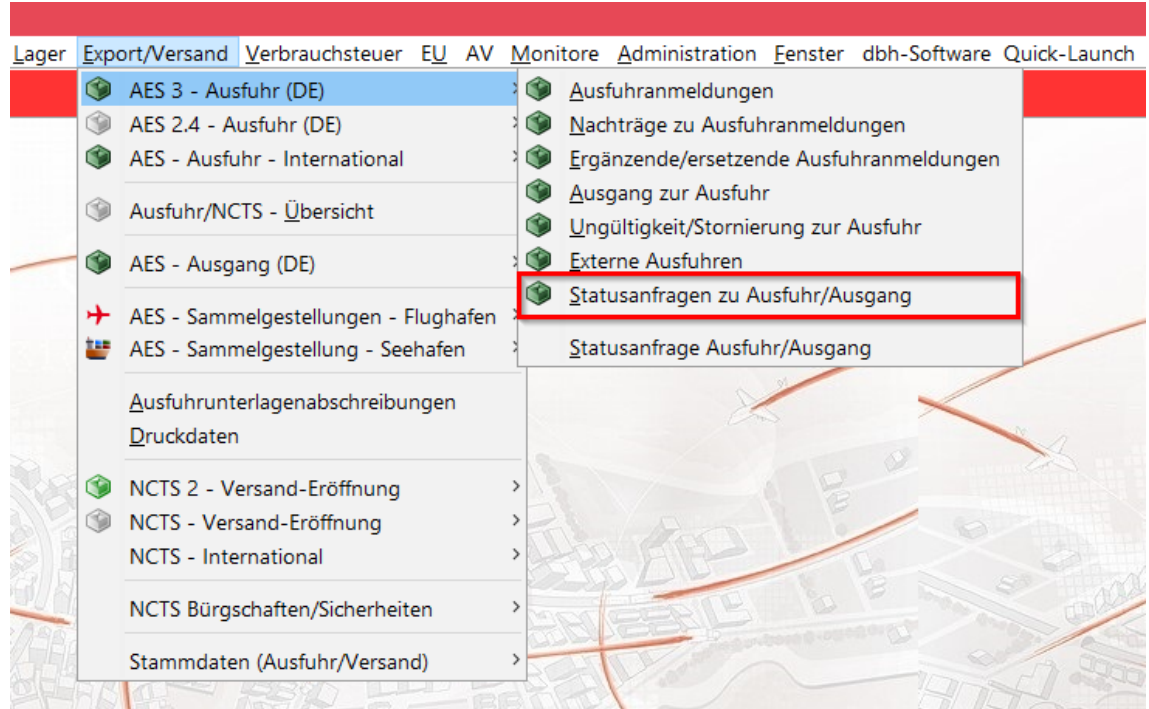 Lager Export/Versand Verbrauchsteuer EU AV Monitore Administration Fenster dbh-Software Quick-Launch
AES 3 - Ausfuhr (DE)
AES 2.4 - Ausfuhr (DE)
AES - Ausfuhr - International
Ausfuhr/NCTS - Übersicht
AES - Ausgang (DE)
AES - Sammelgestellungen - Flughafen
AES - Sammelgestellung - Seehafen
Ausfuhrunterlagenabschreibungen
Druckdaten
NCTS 2 - Versand-Eröffnung
NCTS - Versand-Eröffnung
NCTS - International
NCTS Bürgschaften/Sicherheiten
Stammdaten (Ausfuhr/Versand)
Ausfuhranmeldungen
Nachträge zu Ausfuhranmeldungen
Ergänzende/ersetzende Ausfuhranmeldungen
Ausgang zur Ausfuhr
Ungültigkeit/Stornierung zur Ausfuhr
Externe Ausfuhren
Statusanfragen zu Ausfuhr/Ausgang
Statusanfrage Ausfuhr/Ausgang